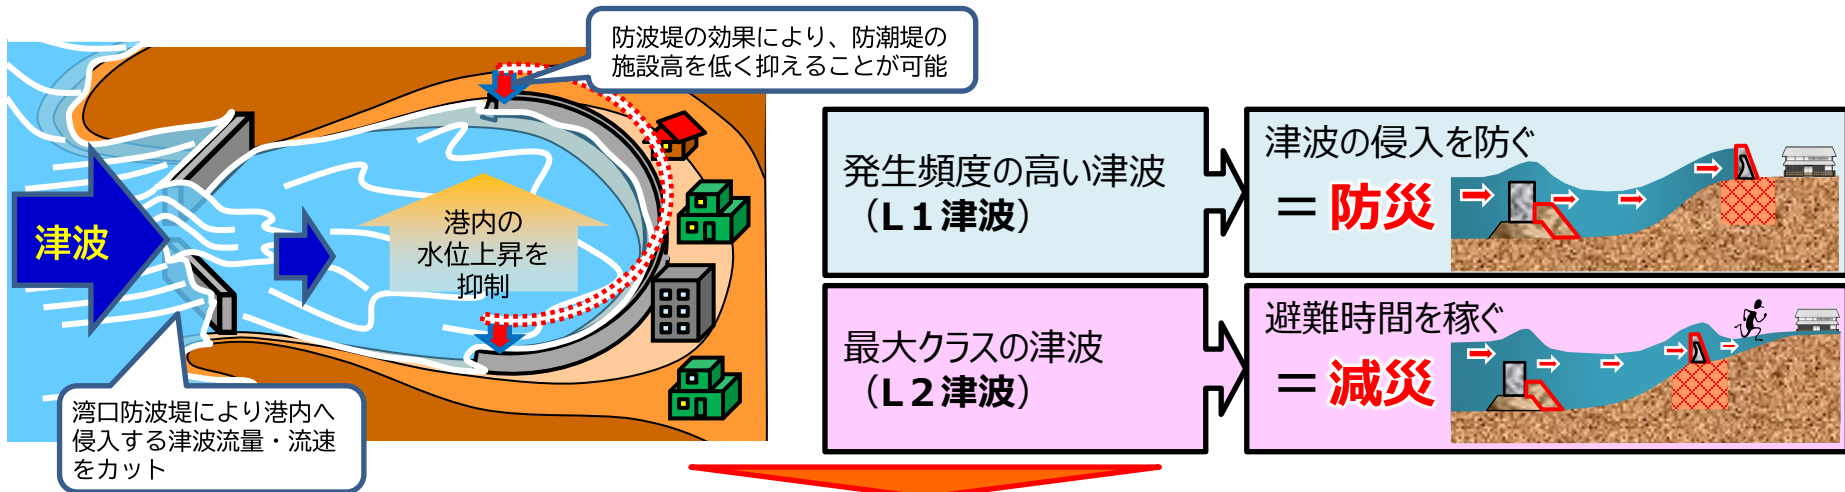 防波堤の効果により、防潮堤の
施設高を低く抑えることが可能
津波
港内の
水位上昇を
抑制
湾口防波堤により港内へ
侵入する津波流量・流速
をカット
発生頻度の高い津波
（L１津波）
津波の侵入を防ぐ
＝防災
最大クラスの津波
（L２津波）
避難時間を稼ぐ
＝減災